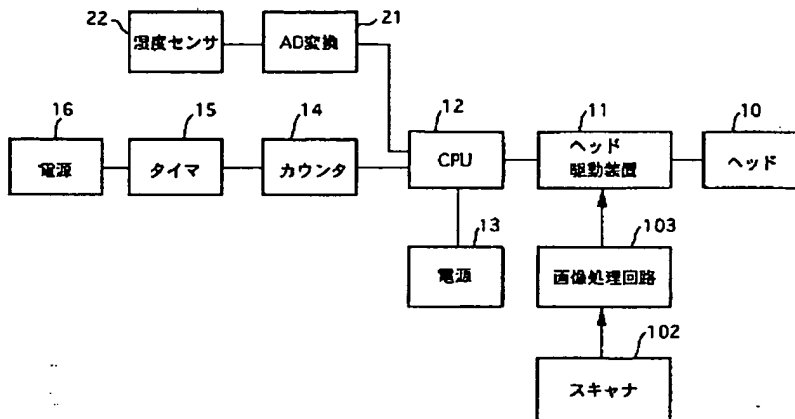 22
21
湿度センサ
AD変換
16
15
14
12
11
10
電源
タイマ
カウンタ
CPU
ヘッド
駆動装置
ヘッド
13
103
電源
画像処理回路
102
スキャナ